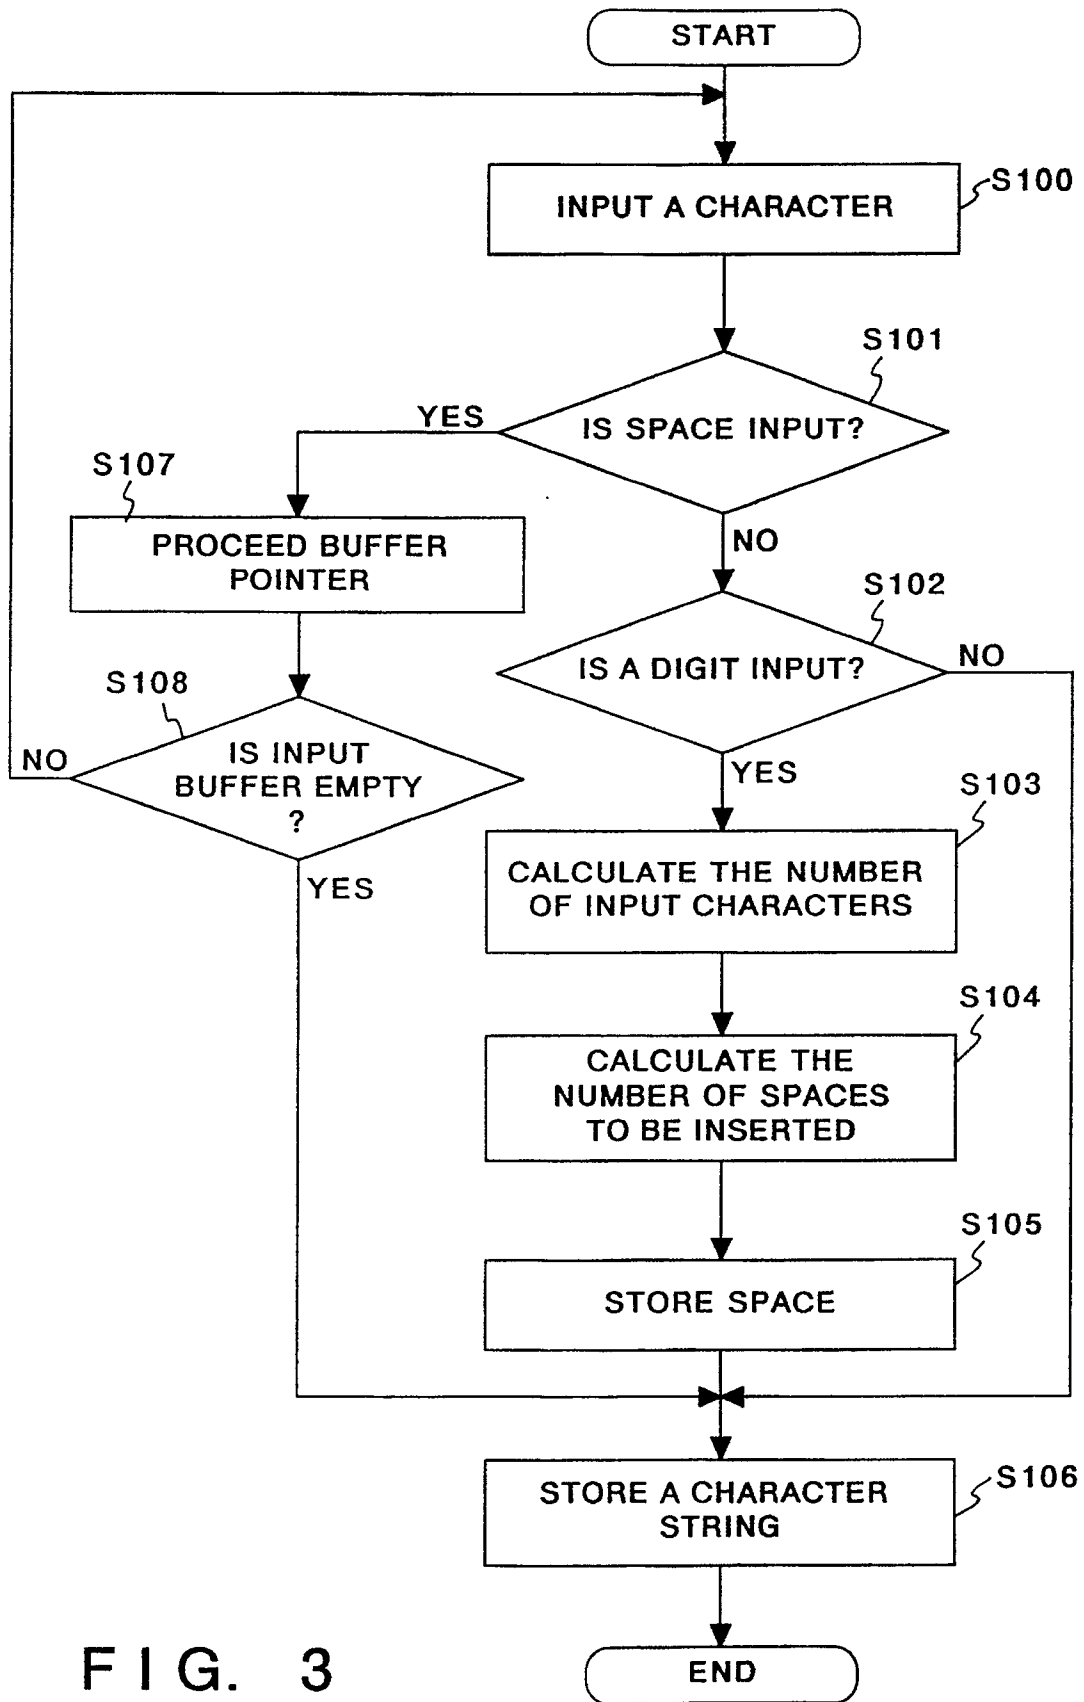 START
INPUT A CHARACTER
S100
S101
IS SPACE INPUT?
YES
NO
S107
PROCEED BUFFER
POINTER
S102
IS A DIGIT INPUT?
NO
YES
S108
IS INPUT
BUFFER EMPTY
?
NO
YES
S103
CALCULATE THE NUMBER
OF INPUT CHARACTERS
S104
CALCULATE THE
NUMBER OF SPACES
TO BE INSERTED
S105
STORE SPACE
S106
STORE A CHARACTER
STRING
END
FIG. 3